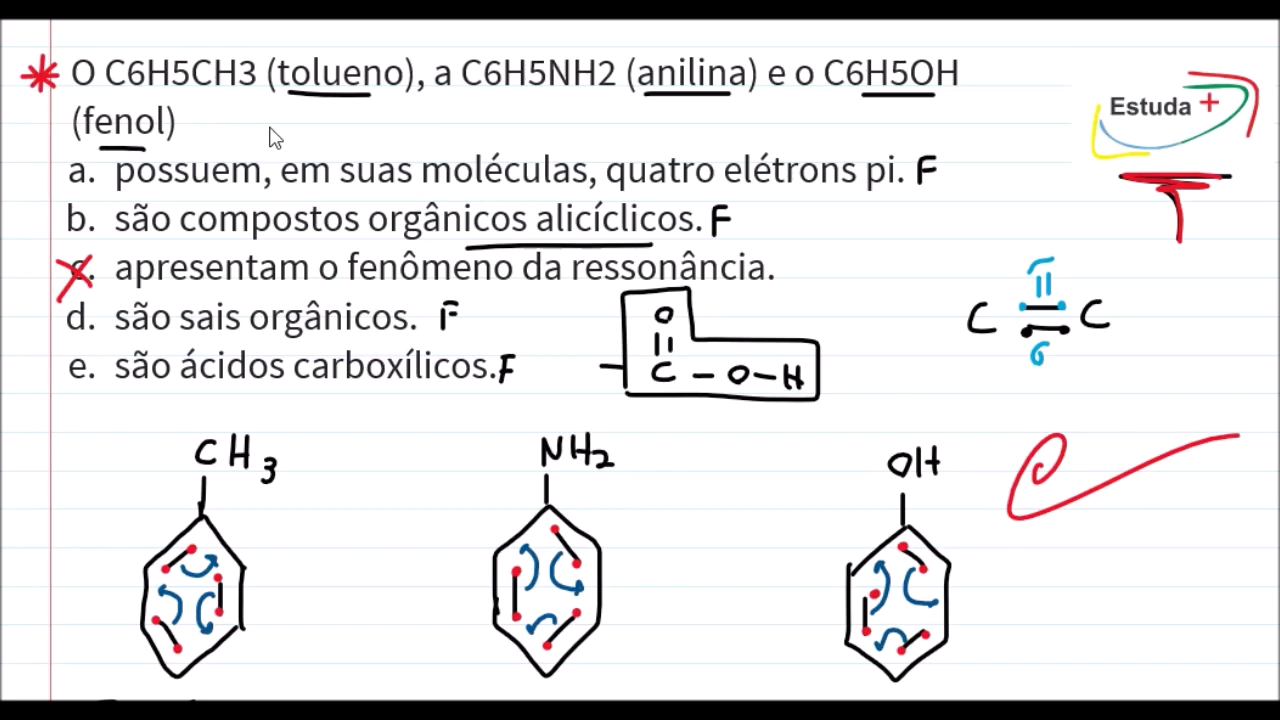 * O C6H5CH3 (tolueno), a C6H5NH2 (anilina) e o C6H5OH
(fenol)
Estuda +
a. possuem, em suas moléculas, quatro elétrons pi. F
b. são compostos orgânicos alicíclicos. F
c. apresentam o fenômeno da ressonância.
d. são sais orgânicos. F
e. são ácidos carboxílicos. F
O
C – O – H
π
C C
σ
CH3
NH2
OH